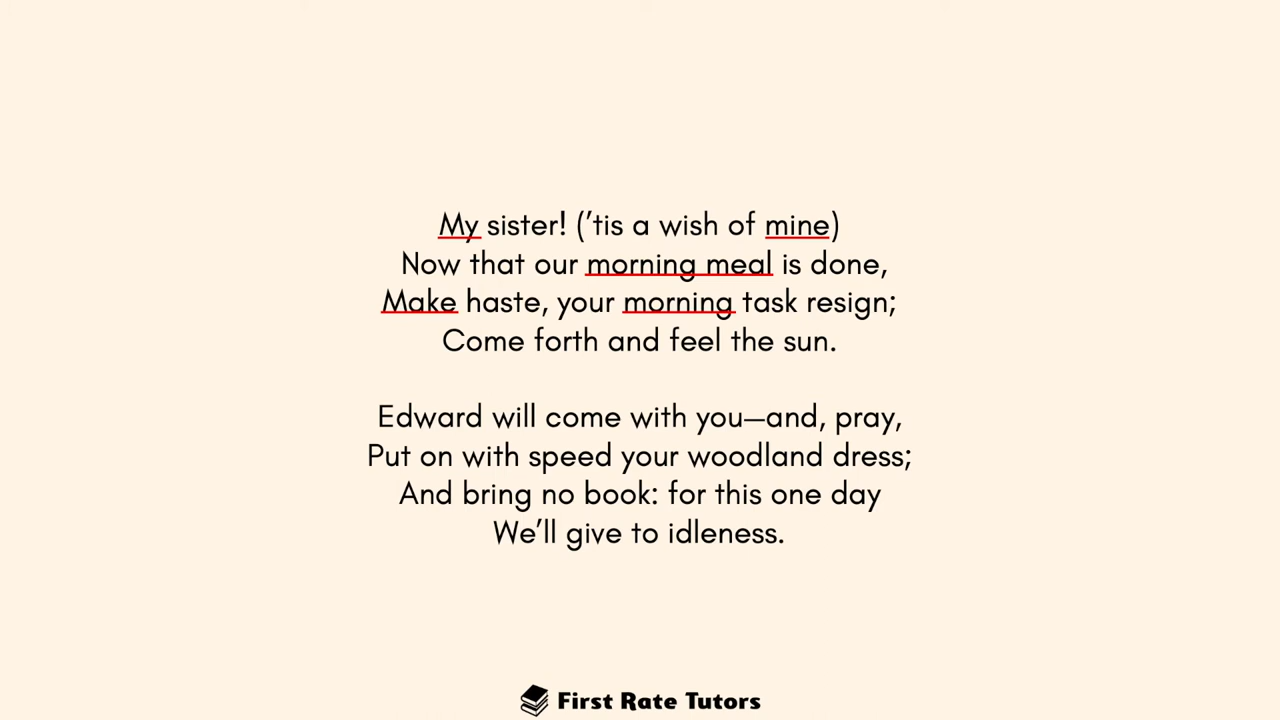 My sister! (’tis a wish of mine)
Now that our morning meal is done,
Make haste, your morning task resign;
Come forth and feel the sun.
Edward will come with you—and, pray,
Put on with speed your woodland dress;
And bring no book: for this one day
We’ll give to idleness.
First Rate Tutors